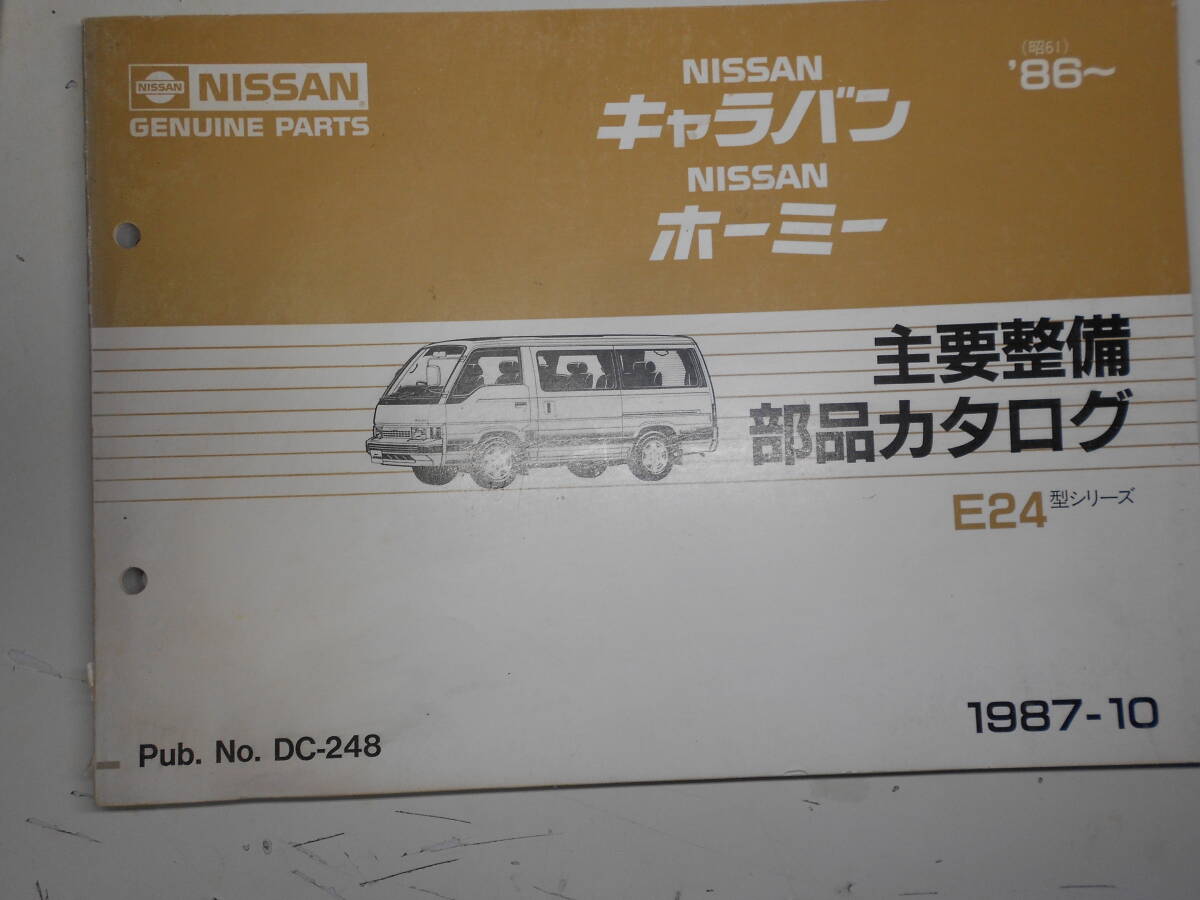 NISSAN NISSAN
GENUINE PARTS
NISSAN
キャラバン
NISSAN
ホーミー
(昭61)
'86〜
主要整備
部品カタログ
E24型シリーズ
1987-10
Pub. No. DC-248